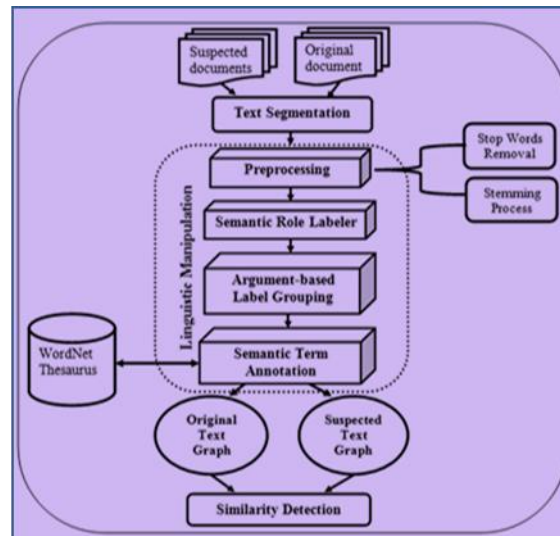 Suspected
documents
Original
document
Text Segmentation
Preprocessing
Stop Words
Removal
Stemming
Process
Semantic Role Labeler
Linguistic Manipulation
Argument-based
Label Grouping
WordNet
Thesaurus
Semantic Term
Annotation
Original
Text
Graph
Suspected
Text
Graph
Similarity Detection